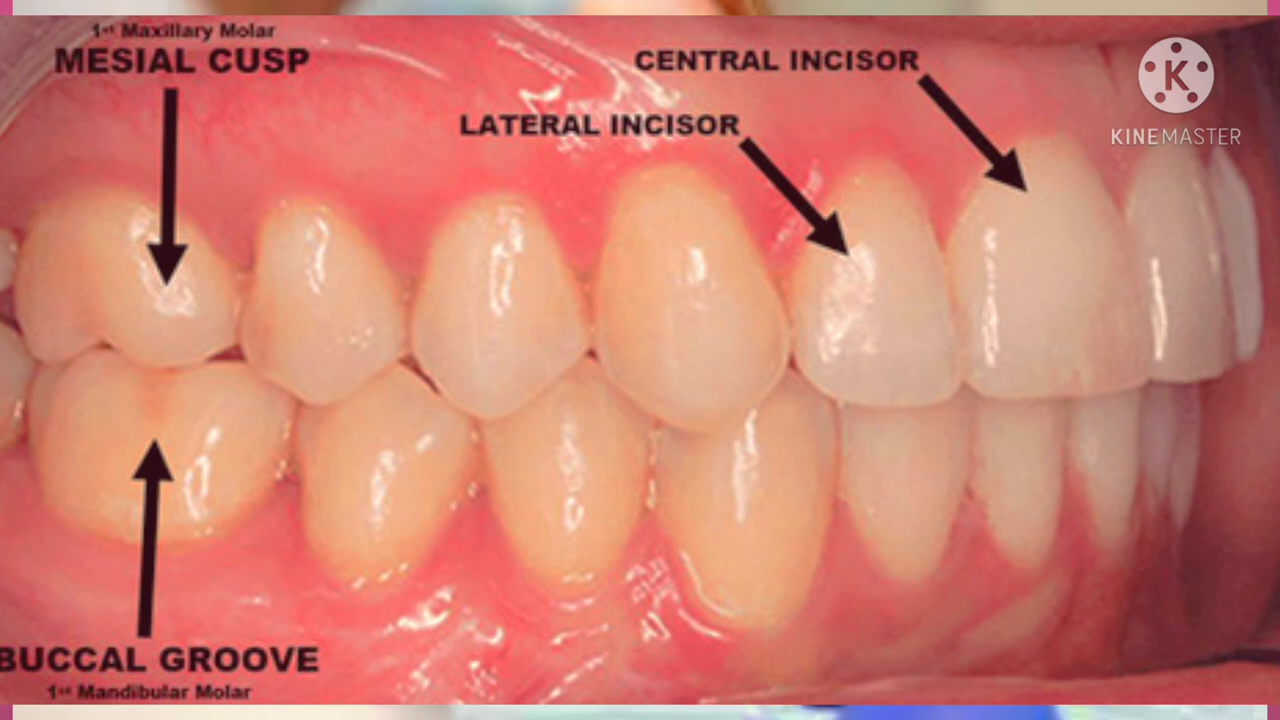 1st Maxillary Molar
MESIAL CUSP
CENTRAL INCISOR
LATERAL INCISOR
K
KINEMASTER
BUCCAL GROOVE
1st Mandibular Molar